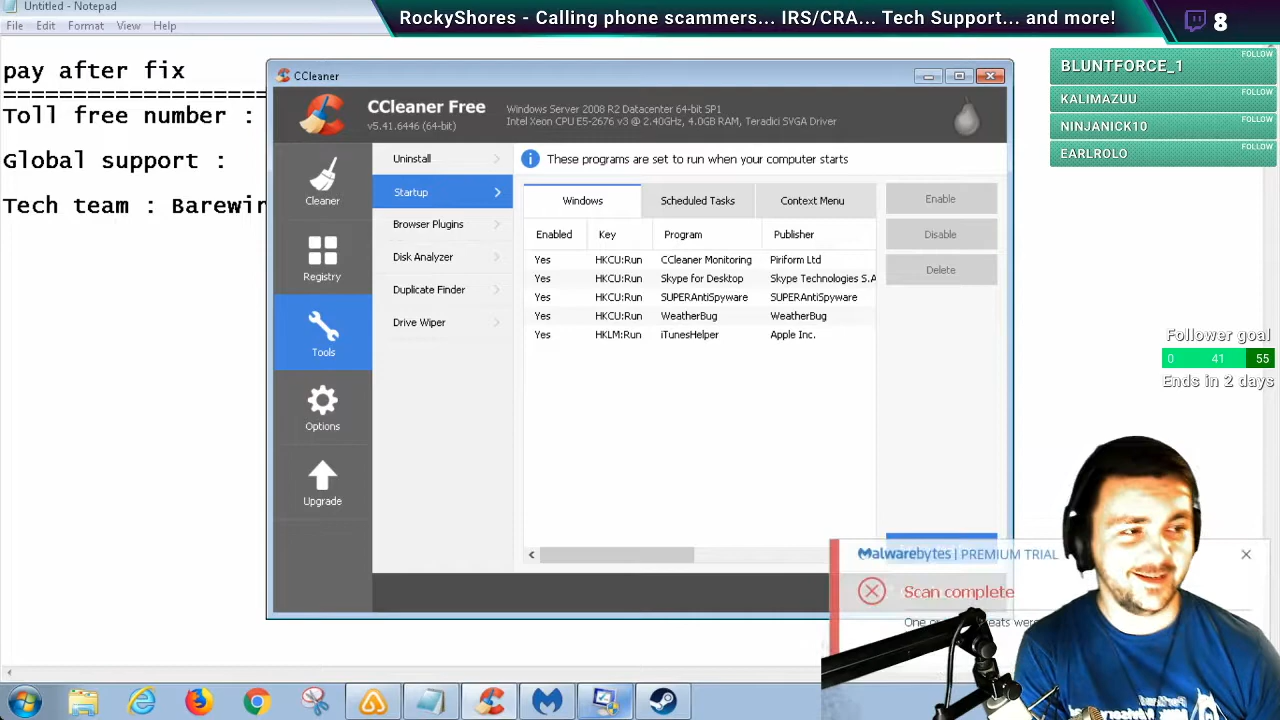 Untitled - Notepad
File Edit Format View Help
RockyShores - Calling phone scammers... IRS/CRA... Tech Support... and more!
8
pay after fix
====================
Toll free number :
Global support :
Tech team : Barewir
CCleaner
CCleaner Free
v5.41.6446 (64-bit)
Windows Server 2008 R2 Datacenter 64-bit SP1
Intel Xeon CPU E5-2676 v3 @ 2.40GHz, 4.0GB RAM, Teradici SVGA Driver
Cleaner
Registry
Tools
Options
Upgrade
Uninstall
Startup
Browser Plugins
Disk Analyzer
Duplicate Finder
Drive Wiper
These programs are set to run when your computer starts
Windows Scheduled Tasks Context Menu
Enabled Key Program Publisher
Yes HKCU:Run CCleaner Monitoring Piriform Ltd
Yes HKCU:Run Skype for Desktop Skype Technologies S.A
Yes HKCU:Run SUPERAntiSpyware SUPERAntiSpyware
Yes HKCU:Run WeatherBug WeatherBug
Yes HKLM:Run iTunesHelper Apple Inc.
Enable
Disable
Delete
FOLLOW
BLUNTFORCE_1
FOLLOW
KALIMAZUU
FOLLOW
NINJANICK10
FOLLOW
EARLROLO
Follower goal
0 41 55
Ends in 2 days
Malwarebytes | PREMIUM TRIAL
Scan complete
One or